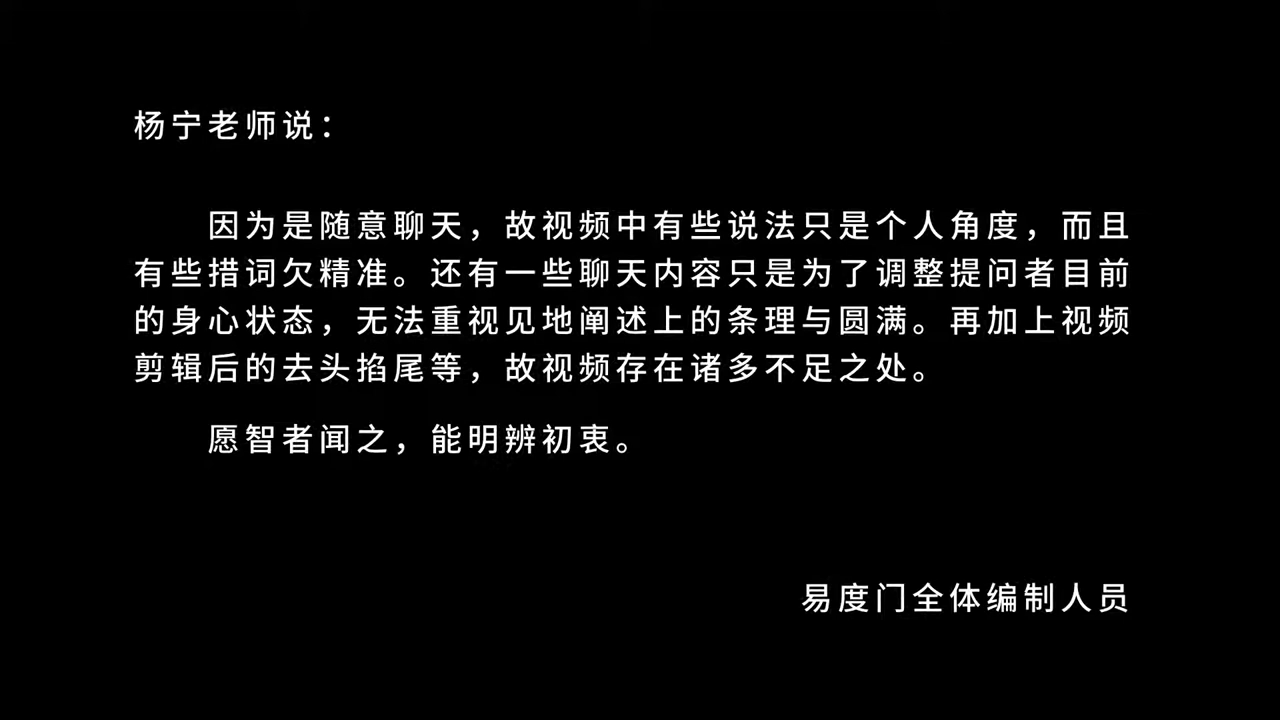 杨宁老师说：
因为是随意聊天，故视频中有些说法只是个人角度，而且
有些措词欠精准。还有一些聊天内容只是为了调整提问者目前
的身心状态，无法重视见地阐述上的条理与圆满。再加上视频
剪辑后的去头掐尾等，故视频存在诸多不足之处。
愿智者闻之，能明辨初衷。
易度门全体编制人员